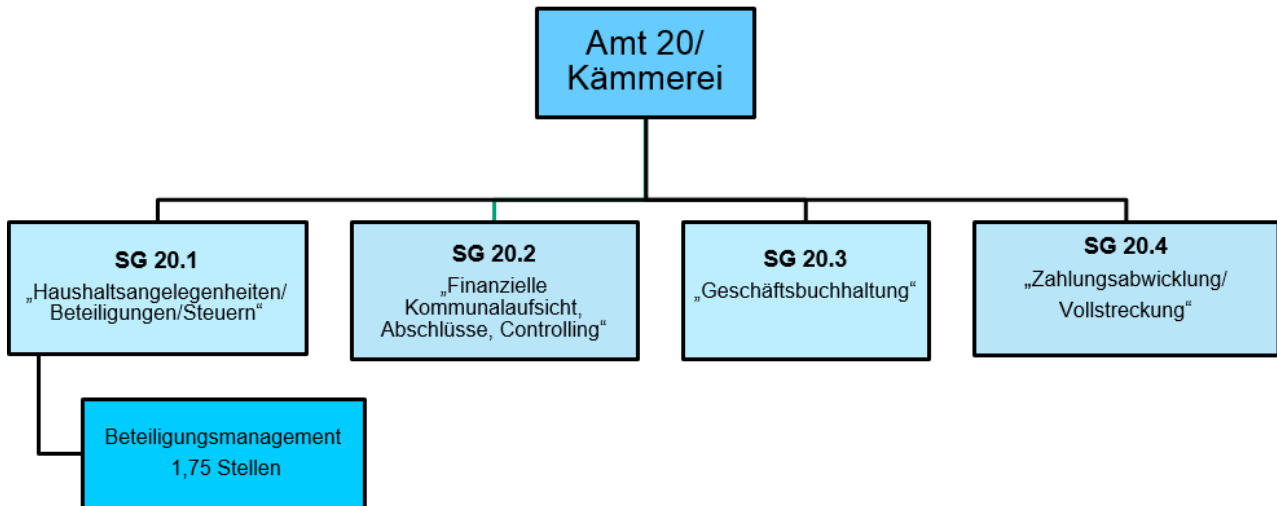 Amt 20/
Kämmerei
SG 20.1
„Haushaltsangelegenheiten/
Beteiligungen/Steuern“
SG 20.2
„Finanzielle
Kommunalaufsicht,
Abschlüsse, Controlling“
SG 20.3
„Geschäftsbuchhaltung“
SG 20.4
„Zahlungsabwicklung/
Vollstreckung“
Beteiligungsmanagement
1,75 Stellen